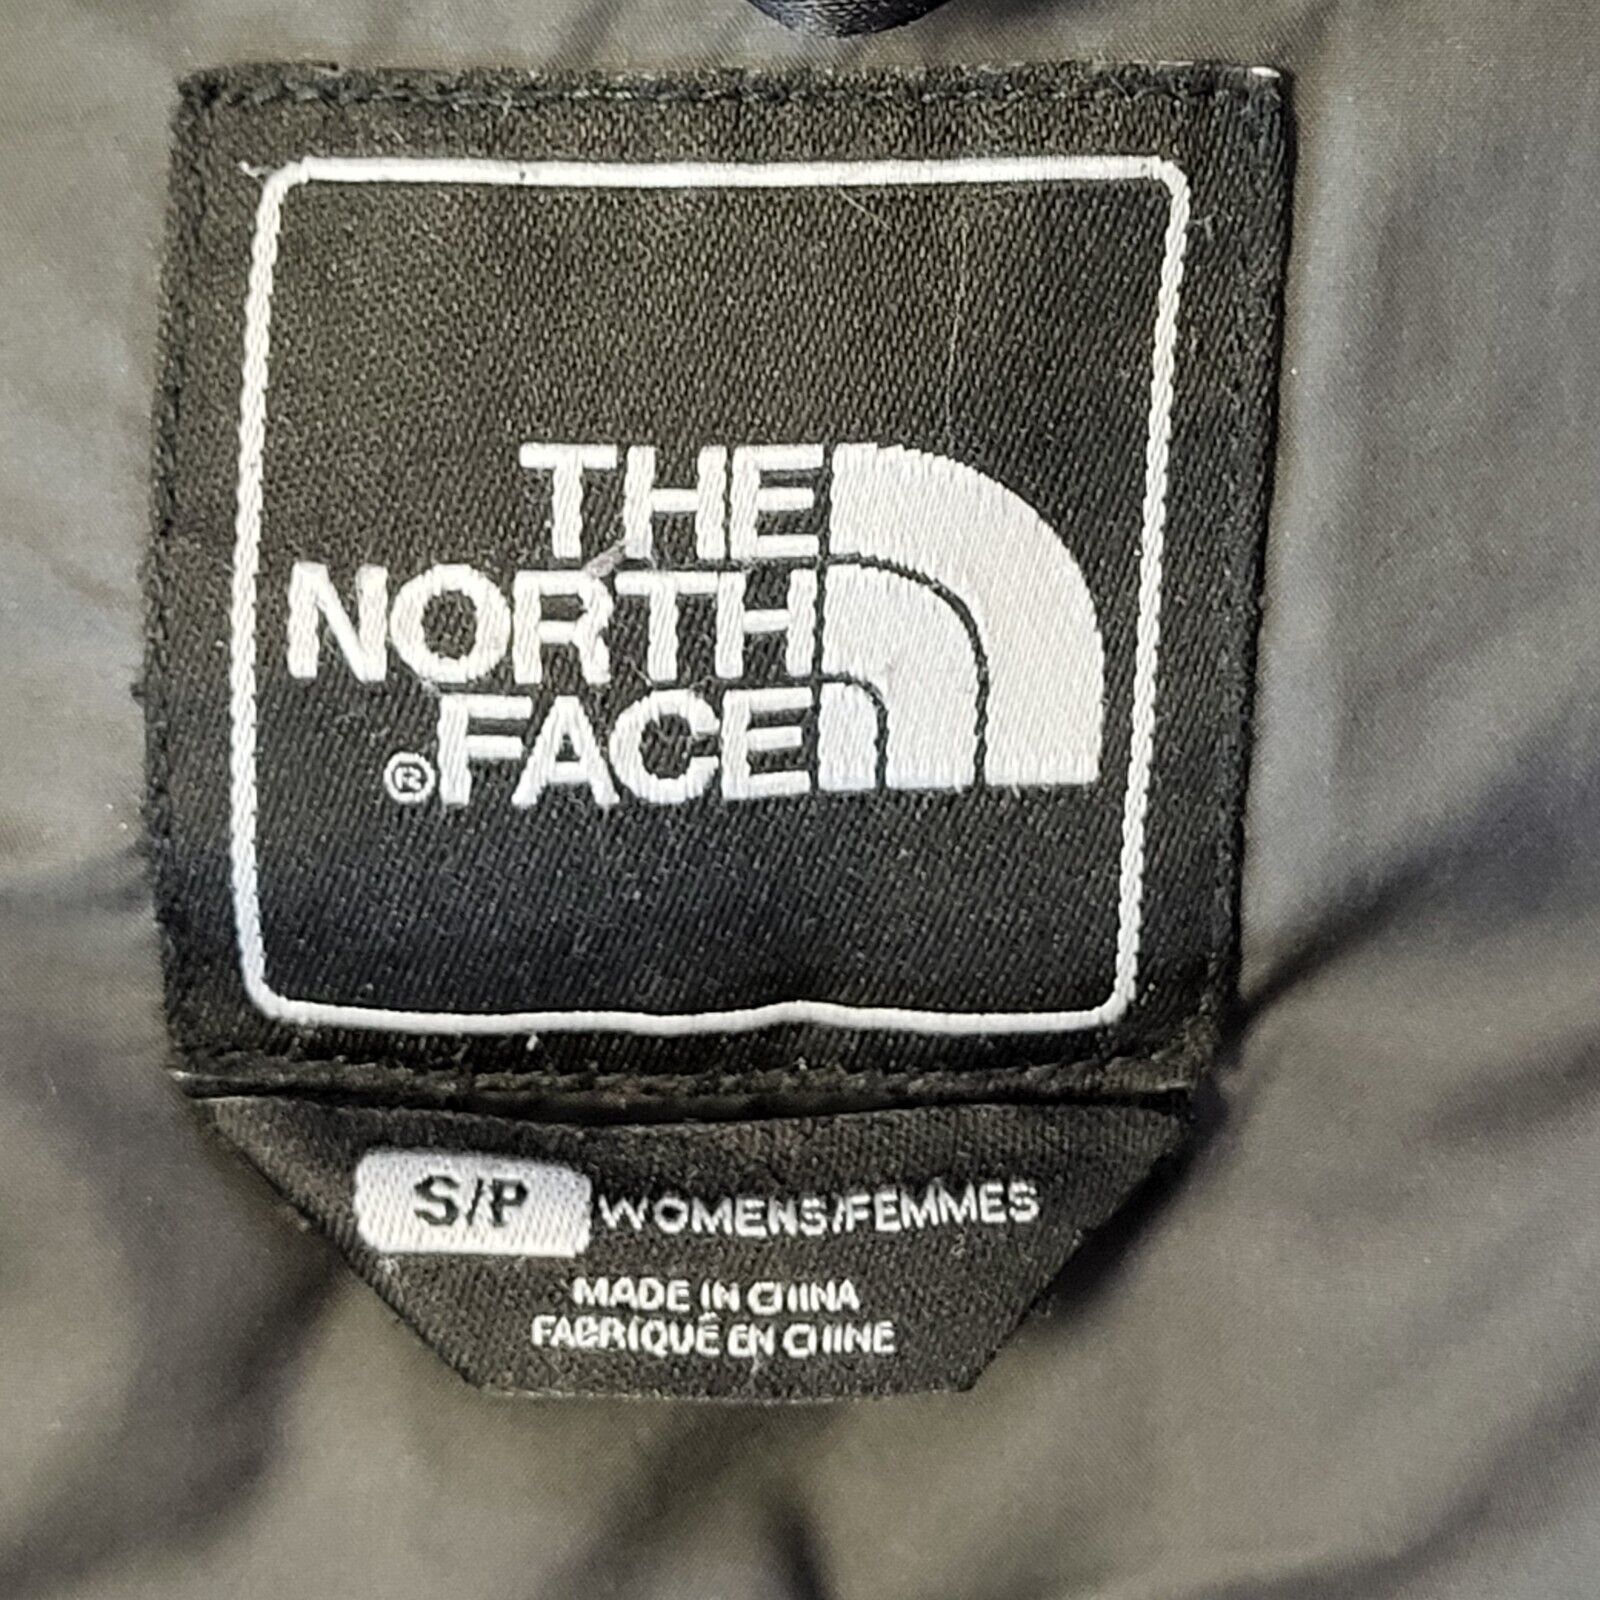 THE
NORTH
®FACE
S/P WOMENS/FEMMES
MADE IN CHINA
FABRIQUÉ EN CHINE